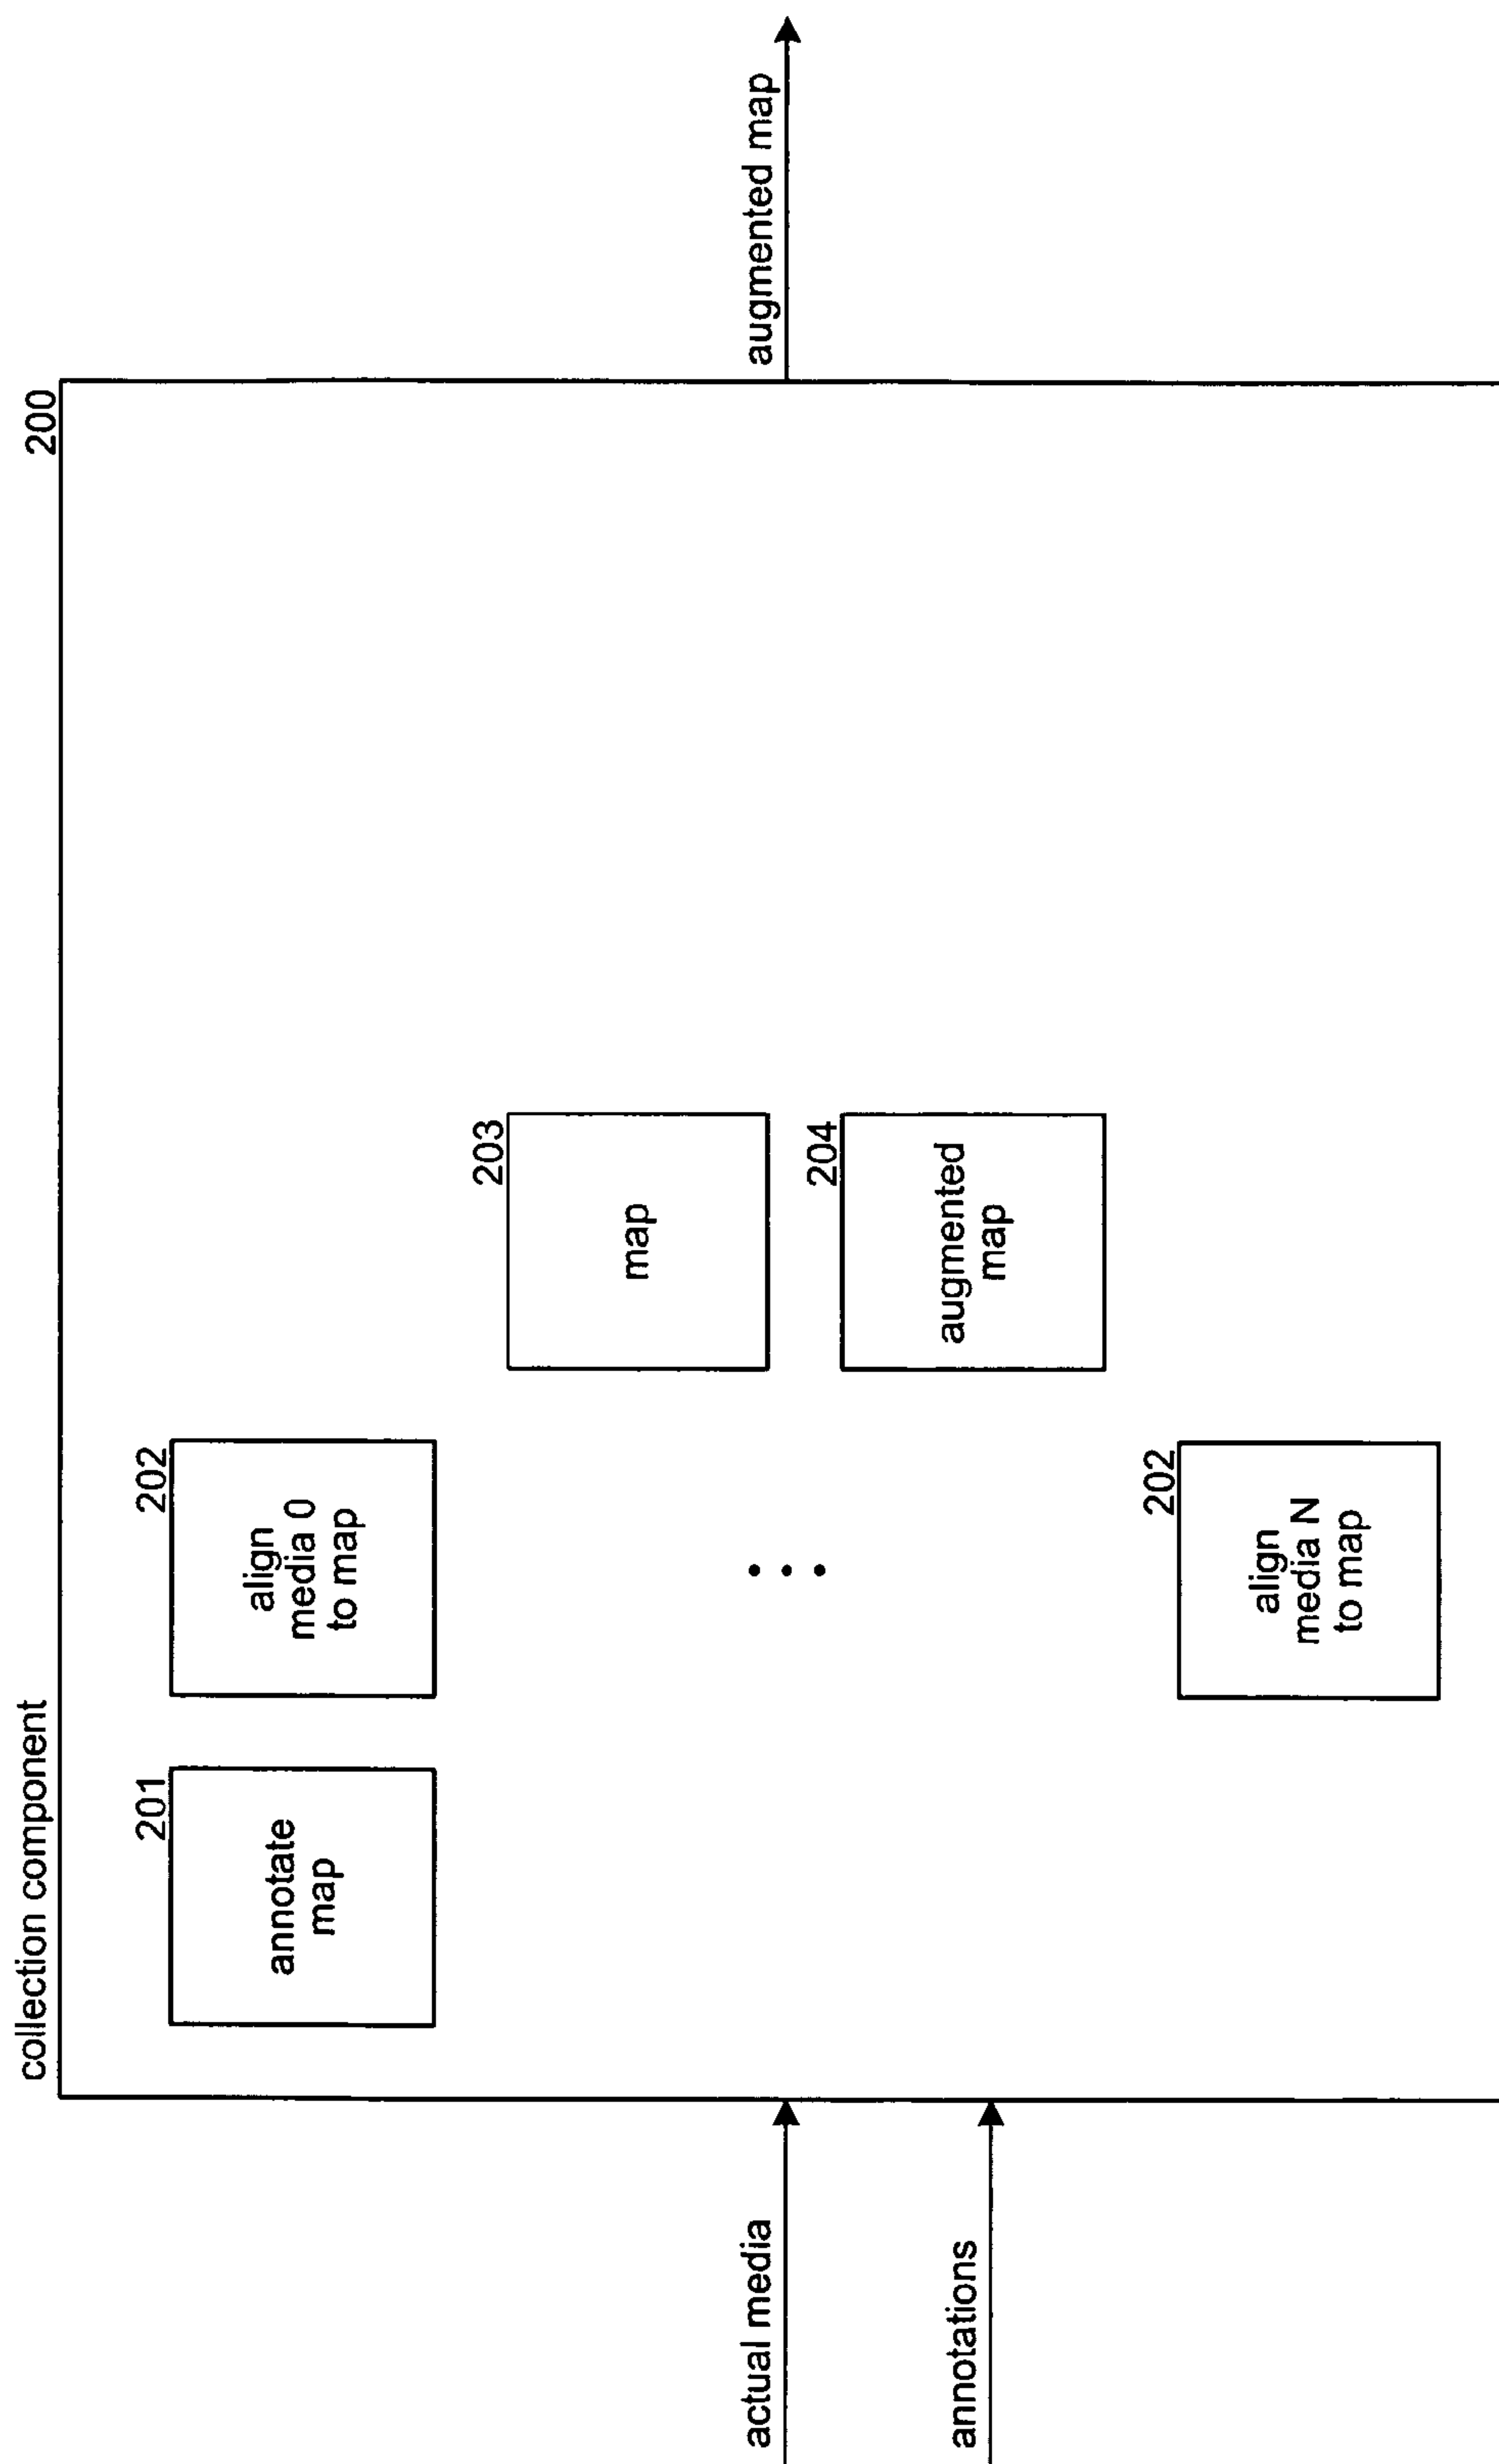 collection component
200
201
annotate
map
202
align
media 0
to map
203
map
actual media
augmented map
204
augmented
map
annotations
202
align
media N
to map